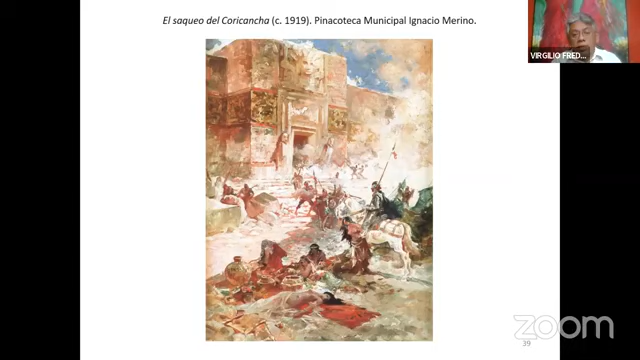 El saqueo del Coricancha (c. 1919). Pinacoteca Municipal Ignacio Merino.
VIRGILIO FRED...
zoom
39